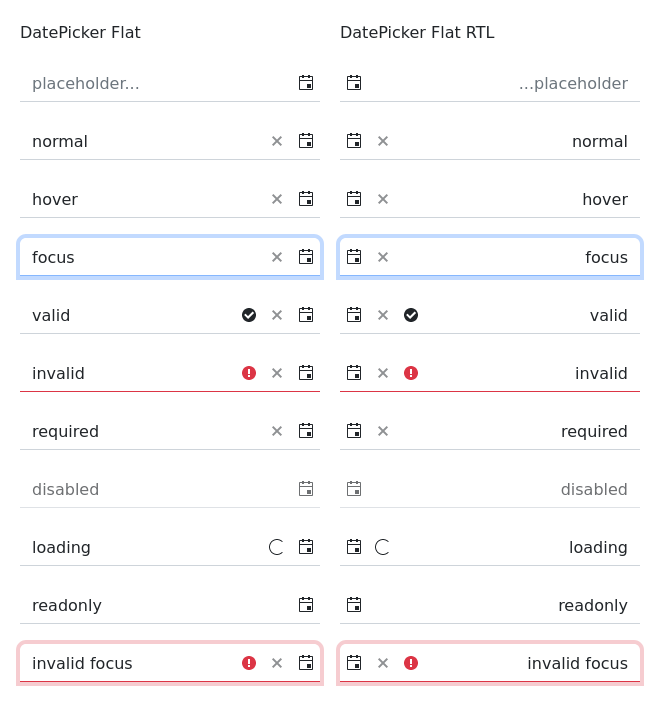 DatePicker Flat
placeholder...
normal
hover
focus
valid
invalid
required
disabled
loading
readonly
invalid focus
DatePicker Flat RTL
...placeholder
normal
hover
focus
valid
invalid
required
disabled
loading
readonly
invalid focus